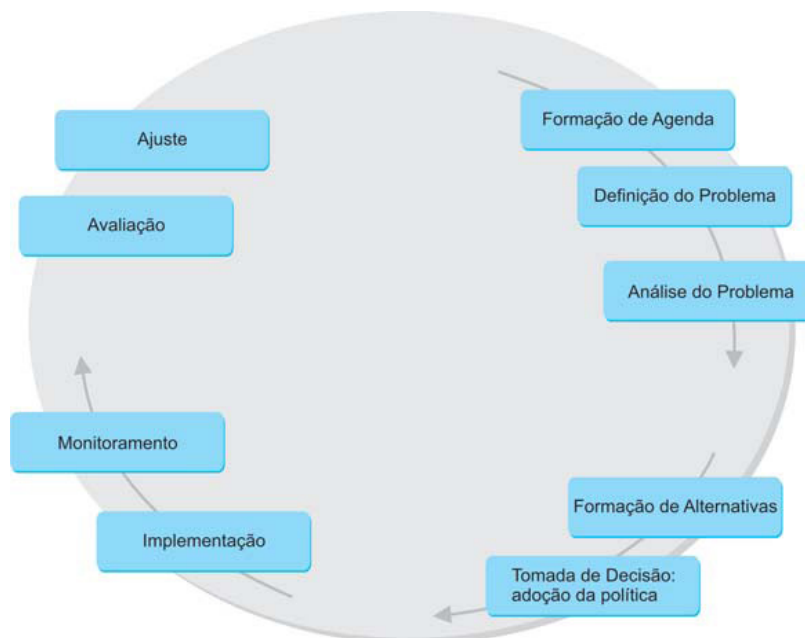 Formação de Agenda
Definição do Problema
Análise do Problema
Formação de Alternativas
Tomada de Decisão:
adoção da política
Implementação
Monitoramento
Avaliação
Ajuste